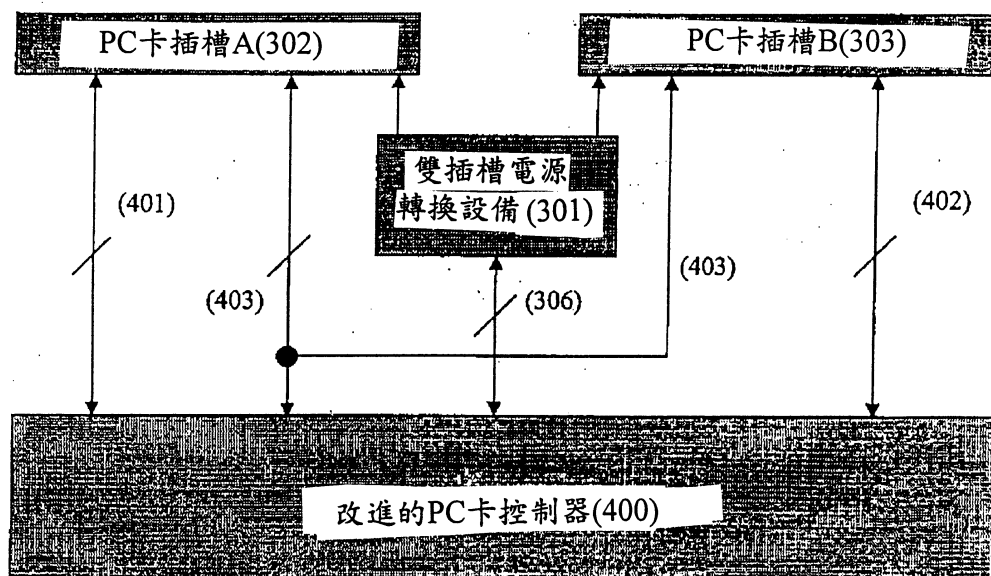 PC卡插槽A(302)
PC卡插槽B(303)
雙插槽電源
轉換設備(301)
(401)
(402)
(403)
(403)
(306)
改進的PC卡控制器(400)